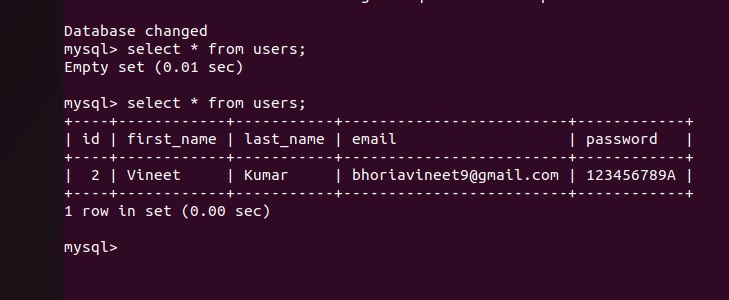 Database changed
mysql> select * from users;
Empty set (0.01 sec)
mysql> select * from users;
+----+------------+-----------+-------------------------+------------+
| id | first_name | last_name | email                   | password   |
+----+------------+-----------+-------------------------+------------+
|  2 | Vineet     | Kumar     | bhoriavineet9@gmail.com | 123456789A |
+----+------------+-----------+-------------------------+------------+
1 row in set (0.00 sec)
mysql>